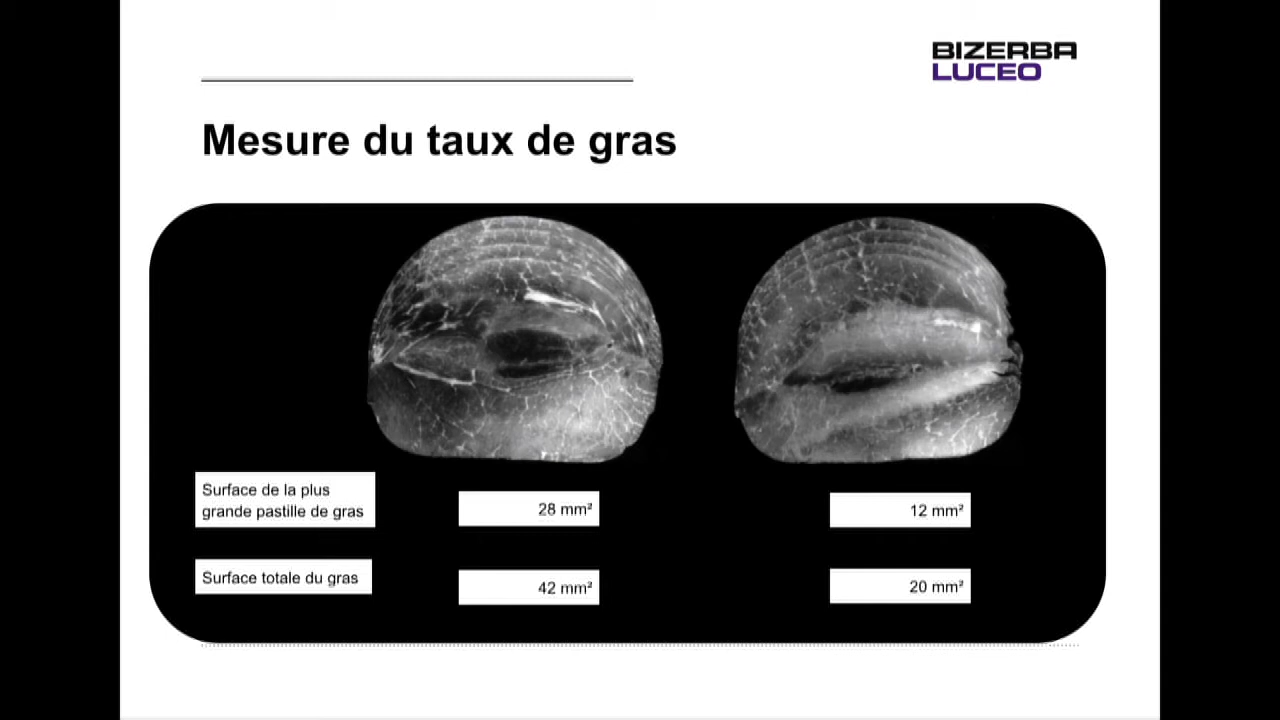 BIZERBA
LUCEO
Mesure du taux de gras
Surface de la plus
grande pastille de gras
28 mm²
12 mm²
Surface totale du gras
42 mm²
20 mm²